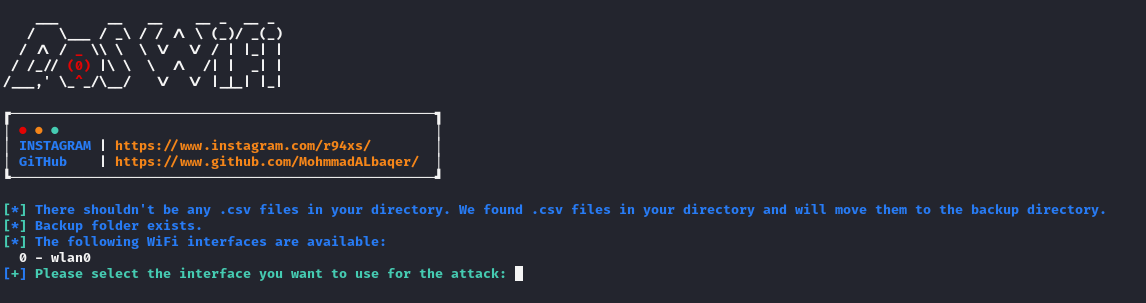 DoS WiFi
INSTAGRAM | https://www.instagram.com/r94xs/
GiTHub | https://www.github.com/MohmmadALbaqer/
[*] There shouldn't be any .csv files in your directory. We found .csv files in your directory and will move them to the backup directory.
[*] Backup folder exists.
[*] The following WiFi interfaces are available:
0 - wlan0
[+] Please select the interface you want to use for the attack: